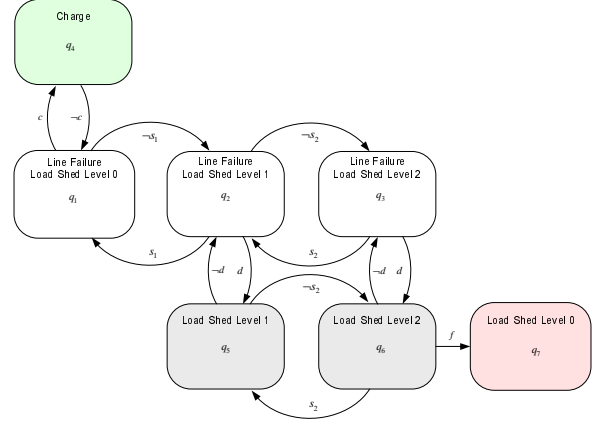 Charge
q4
c
¬c
¬s1
¬s2
Line Failure
Load Shed Level 0
q1
Line Failure
Load Shed Level 1
q2
Line Failure
Load Shed Level 2
q3
s1
s2
¬d
d
¬d
d
¬s2
Load Shed Level 1
q5
Load Shed Level 2
q6
f
Load Shed Level 0
q7
s2